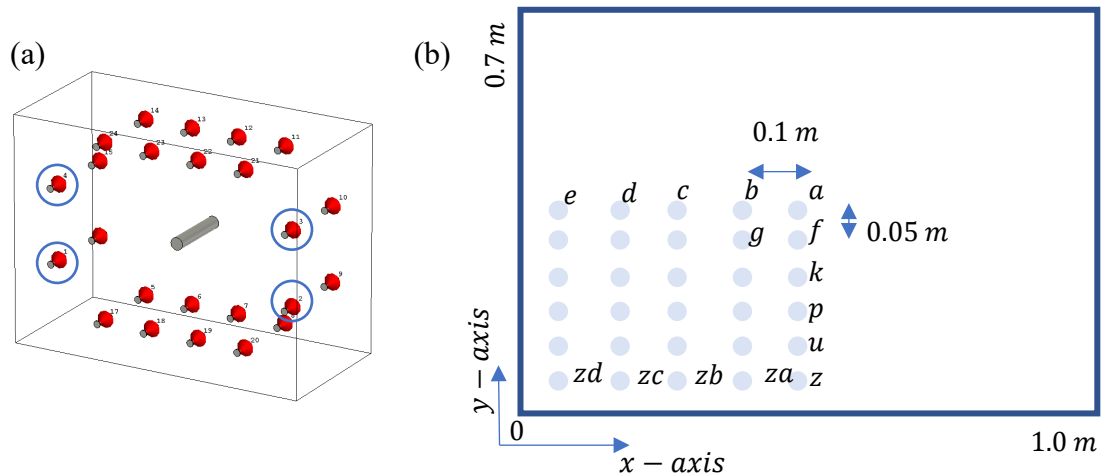 (a)
14
13
12
11
24
23
22
21
15
4
3
10
1
2
9
5
6
7
17
18
19
20
(b)
0.7 m
0.1 m
e d c b a
g f
0.05 m
k
p
u
zd zc zb za z
y − axis
0
1.0 m
x − axis